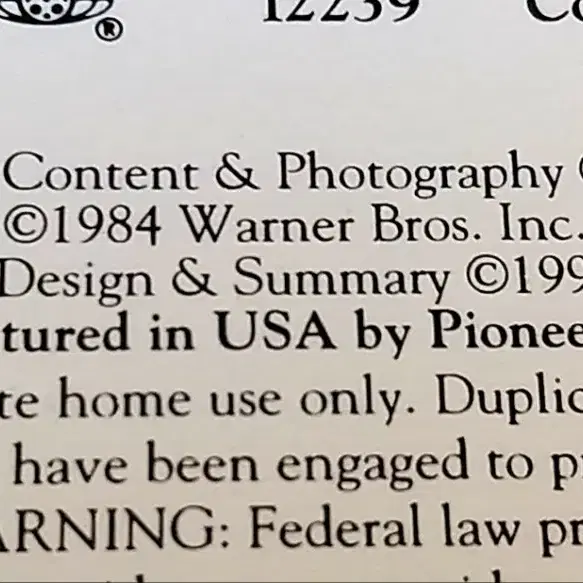 ® 12239
Content & Photography
©1984 Warner Bros. Inc.
Design & Summary ©199
tured in USA by Pionee
te home use only. Duplic
have been engaged to p
ARNING: Federal law pr